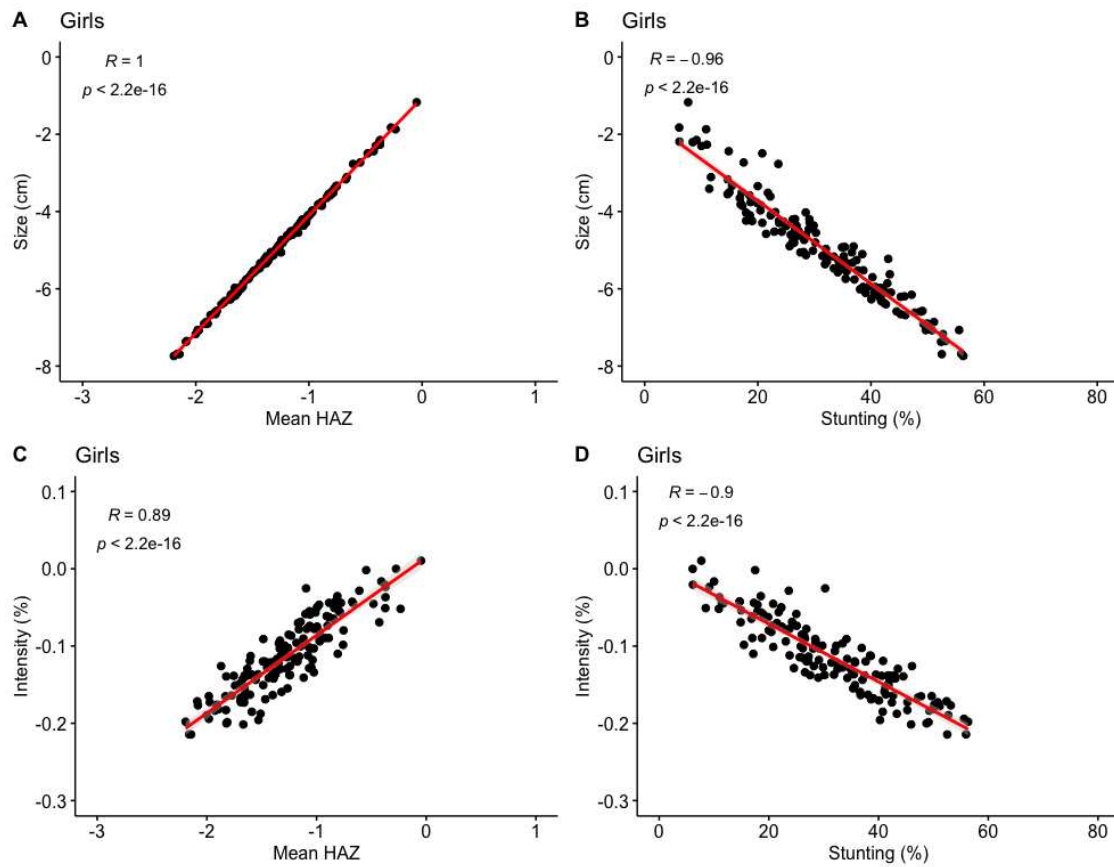 A Girls
R = 1
p < 2.2e-16
0
-2
-4
-6
-8
Size (cm)
-3 -2 -1 0 1
Mean HAZ
B Girls
R = −0.96
p < 2.2e-16
0
-2
-4
-6
-8
Size (cm)
0 20 40 60 80
Stunting (%)
C Girls
R = 0.89
p < 2.2e-16
0.1
0.0
-0.1
-0.2
-0.3
Intensity (%)
-3 -2 -1 0 1
Mean HAZ
D Girls
R = −0.9
p < 2.2e-16
0.1
0.0
-0.1
-0.2
-0.3
Intensity (%)
0 20 40 60 80
Stunting (%)